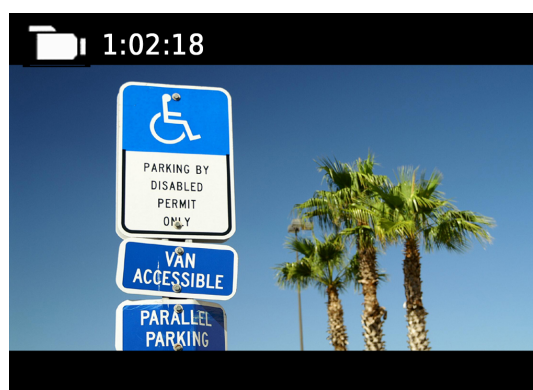 1:02:18
PARKING BY
DISABLED
PERMIT
ONLY
VAN
ACCESSIBLE
PARALLEL
PARKING